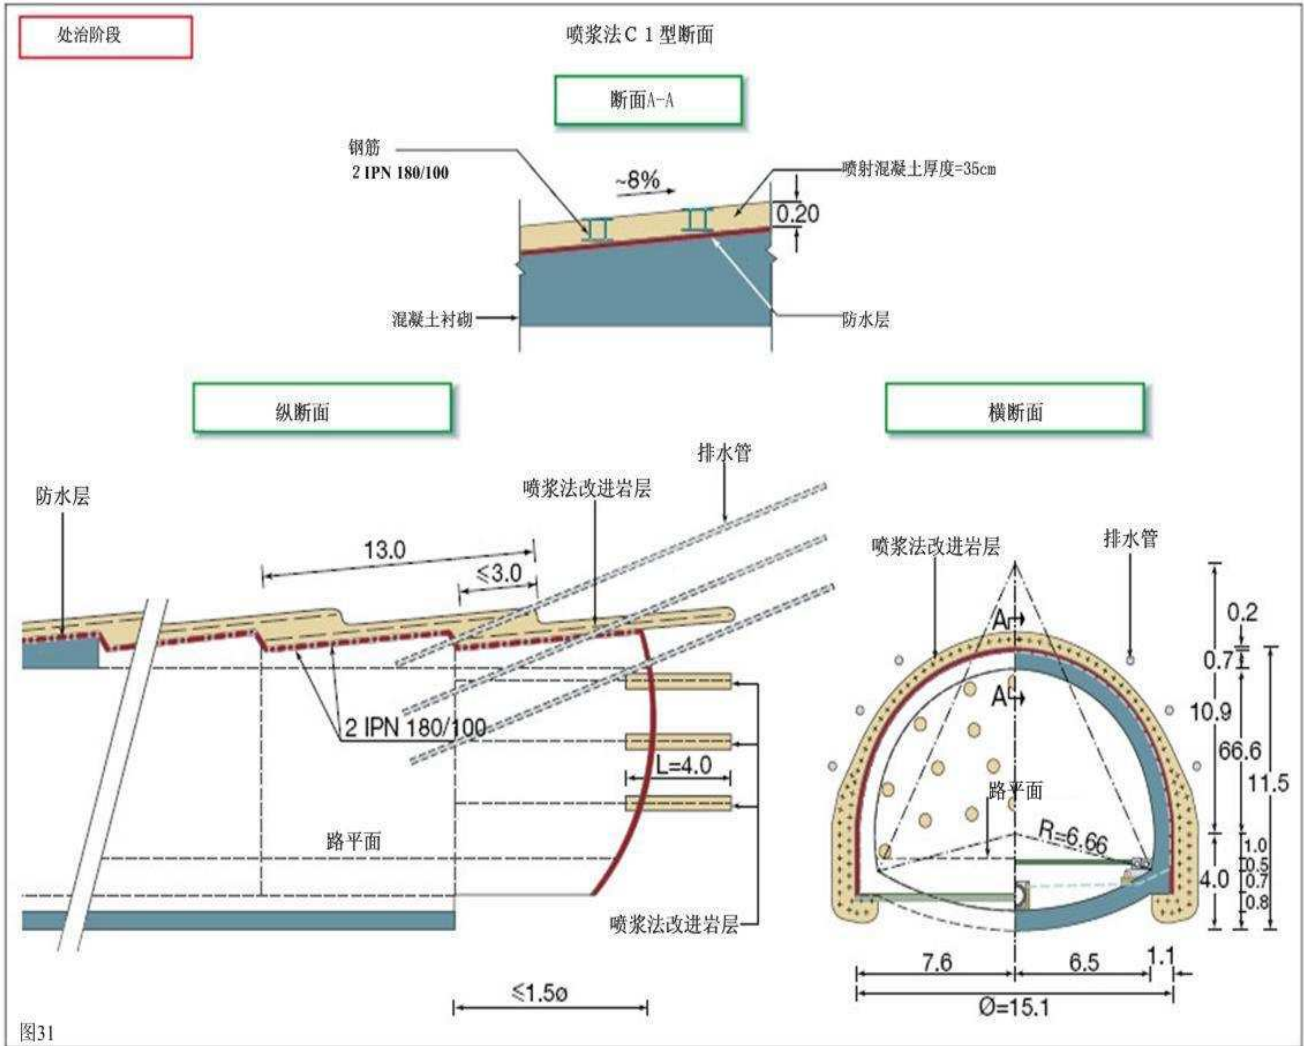 处治阶段
喷浆法C1型断面
断面A-A
钢筋
2 IPN 180/100
~8%
喷射混凝土厚度=35cm
0.20
混凝土衬砌
防水层
纵断面
横断面
排水管
防水层
喷浆法改进岩层
13.0
≤3.0
2 IPN 180/100
L=4.0
路平面
喷浆法改进岩层
≤1.5ø
喷浆法改进岩层
排水管
A
A
0.2
0.7
10.9
66.6
11.5
路平面
R=6.66
1.0
0.5
4.0
0.7
0.8
7.6
6.5
1.1
Ø=15.1
图31